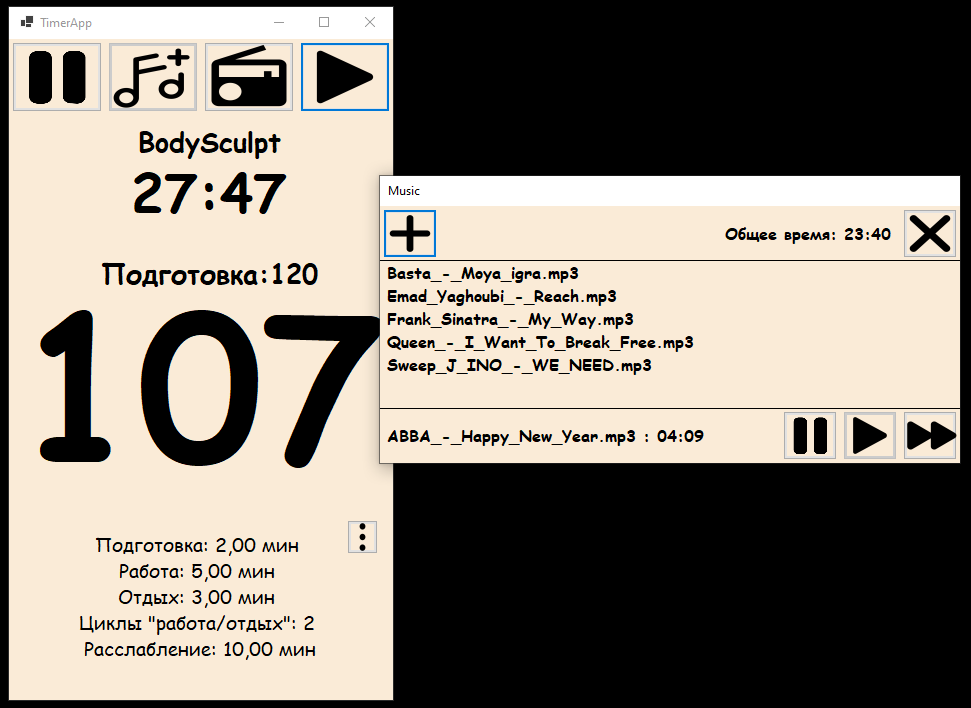 TimerApp
BodySculpt
27:47
Подготовка:120
107
Подготовка: 2,00 мин
Работа: 5,00 мин
Отдых: 3,00 мин
Циклы "работа/отдых": 2
Расслабление: 10,00 мин
Music
Общее время: 23:40
Basta_-_Moya_igra.mp3
Emad_Yaghoubi_-_Reach.mp3
Frank_Sinatra_-_My_Way.mp3
Queen_-_I_Want_To_Break_Free.mp3
Sweep_J_INO_-_WE_NEED.mp3
ABBA_-_Happy_New_Year.mp3 : 04:09